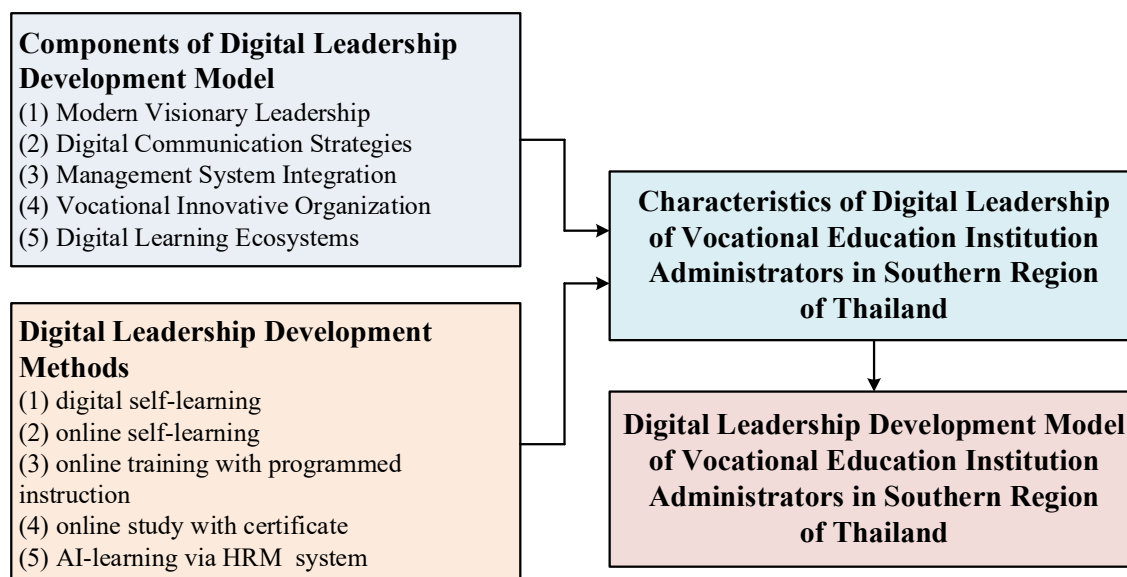 Components of Digital Leadership
Development Model
(1) Modern Visionary Leadership
(2) Digital Communication Strategies
(3) Management System Integration
(4) Vocational Innovative Organization
(5) Digital Learning Ecosystems
Digital Leadership Development
Methods
(1) digital self-learning
(2) online self-learning
(3) online training with programmed
instruction
(4) online study with certificate
(5) AI-learning via HRM system
Characteristics of Digital Leadership
of Vocational Education Institution
Administrators in Southern Region
of Thailand
Digital Leadership Development Model
of Vocational Education Institution
Administrators in Southern Region
of Thailand